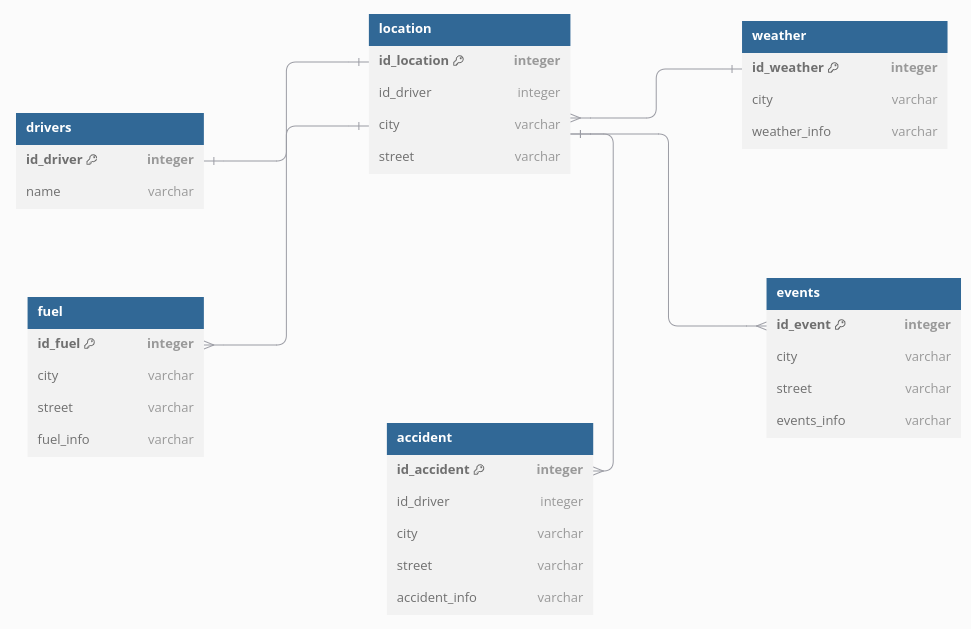 location
id_location integer
id_driver integer
city varchar
street varchar
weather
id_weather integer
city varchar
weather_info varchar
drivers
id_driver integer
name varchar
fuel
id_fuel integer
city varchar
street varchar
fuel_info varchar
events
id_event integer
city varchar
street varchar
events_info varchar
accident
id_accident integer
id_driver integer
city varchar
street varchar
accident_info varchar